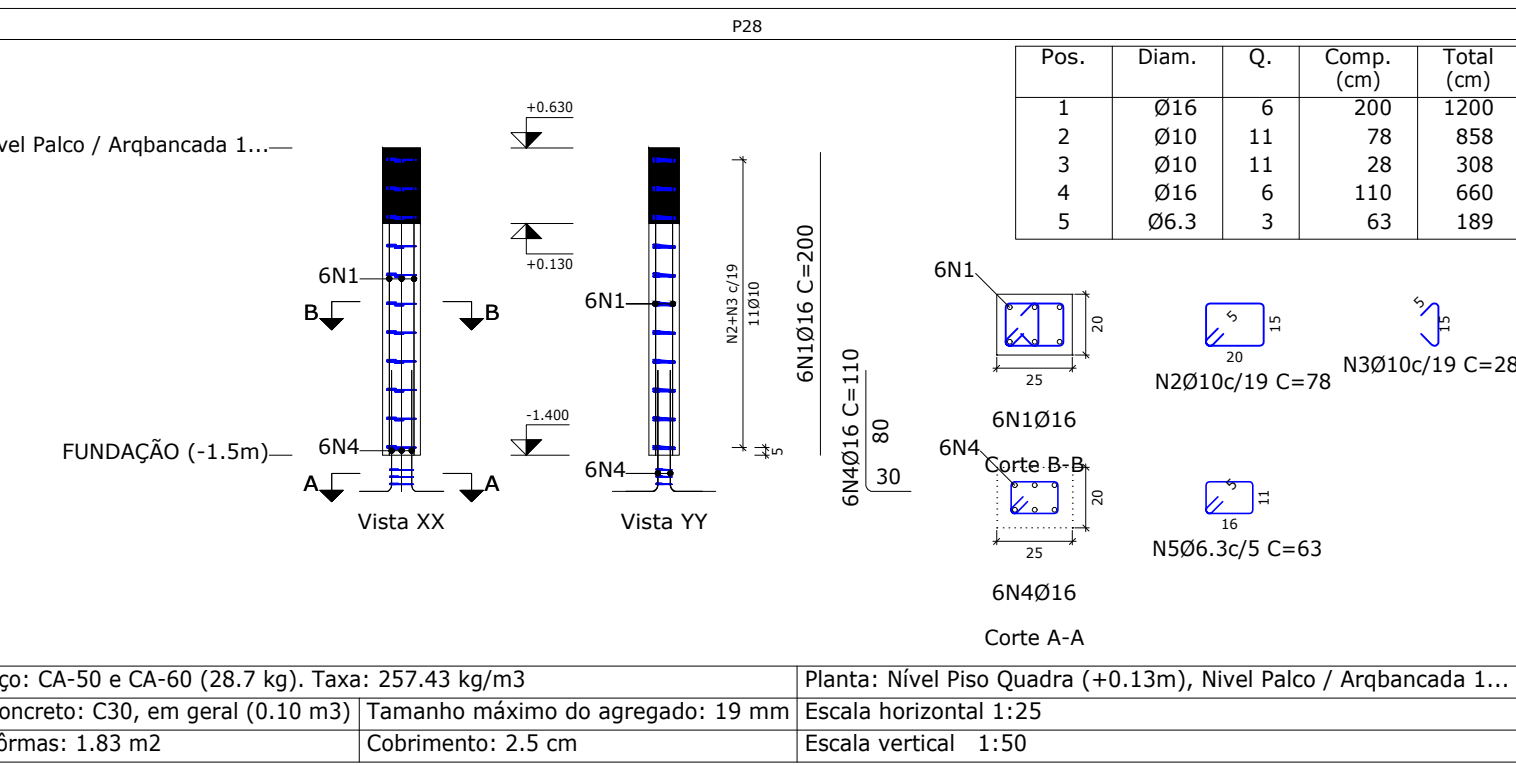 P28
Pos. Diam. Q. Comp. (cm) Total (cm)
1 Ø16 6 200 1200
2 Ø10 11 78 858
3 Ø10 11 28 308
4 Ø16 6 110 660
5 Ø6.3 3 63 189
vel Palco / Arqbancada 1...
FUNDAÇÃO (-1.5m)
6N1
B B
6N4
A A
Vista XX
+0.630
+0.130
-1.400
6N1
6N4
Vista YY
N2+N3 c/19
11Ø10
5
6N1Ø16 C=200
6N4Ø16 C=110
80
30
6N1
20
25
6N1Ø16
Corte B-B
5
15
20
N2Ø10c/19 C=78
5
15
N3Ø10c/19 C=28
6N4
20
25
6N4Ø16
Corte A-A
5
11
16
N5Ø6.3c/5 C=63
ço: CA-50 e CA-60 (28.7 kg). Taxa: 257.43 kg/m3
Planta: Nível Piso Quadra (+0.13m), Nivel Palco / Arqbancada 1...
oncreto: C30, em geral (0.10 m3)
Tamanho máximo do agregado: 19 mm
Escala horizontal 1:25
ôrmas: 1.83 m2
Cobrimento: 2.5 cm
Escala vertical 1:50